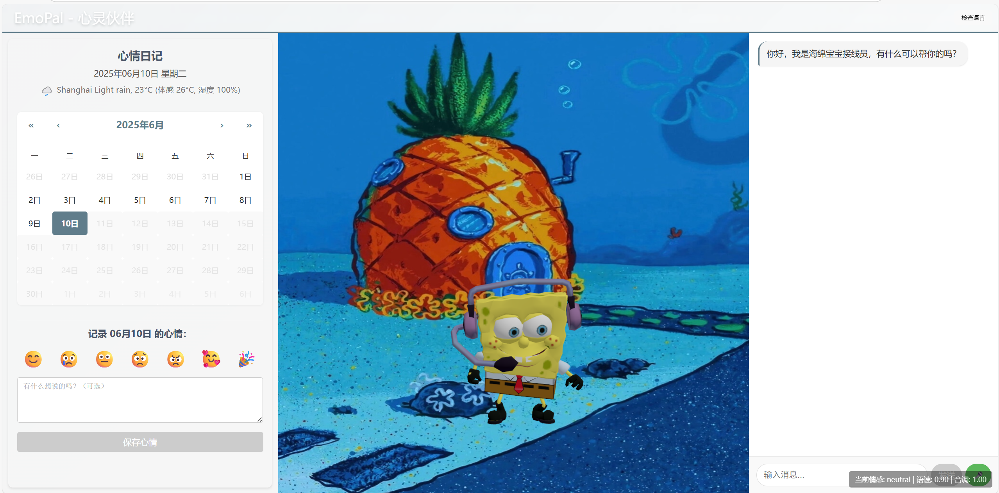 EmoPal - 心灵伙伴
检查语音
心情日记
2025年06月10日 星期二
Shanghai Light rain, 23°C (体感 26°C, 湿度 100%)
« ‹ 2025年6月 › »
一 二 三 四 五 六 日
26日 27日 28日 29日 30日 31日 1日
2日 3日 4日 5日 6日 7日 8日
9日 10日 11日 12日 13日 14日 15日
16日 17日 18日 19日 20日 21日 22日
23日 24日 25日 26日 27日 28日 29日
30日 1日 2日 3日 4日 5日 6日
记录 06月10日 的心情：
有什么想说的吗？（可选）
保存心情
你好，我是海绵宝宝接线员，有什么可以帮你的吗？
输入消息...
发送
当前情感: neutral | 语速: 0.90 | 音调: 1.00